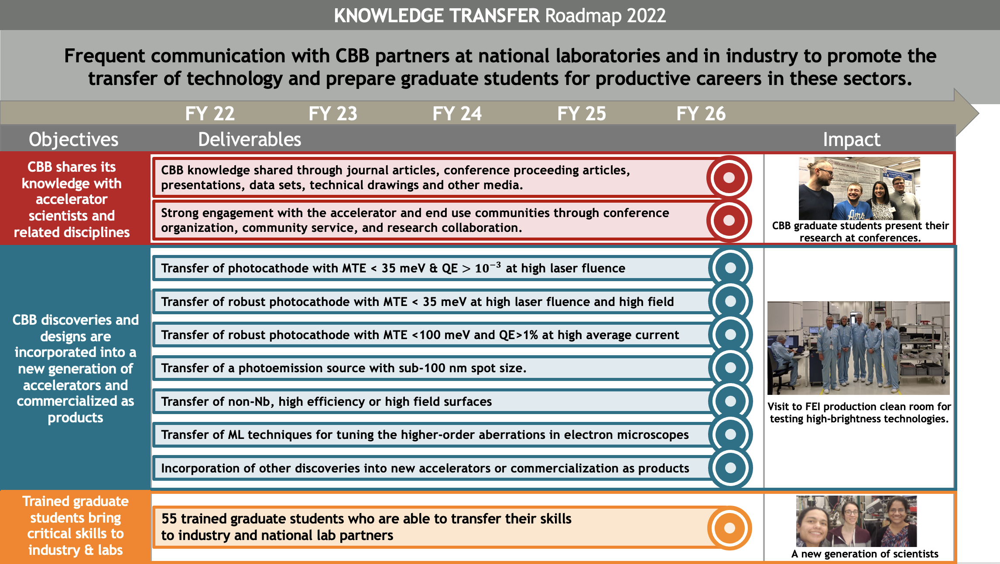 KNOWLEDGE TRANSFER Roadmap 2022
Frequent communication with CBB partners at national laboratories and in industry to promote the
transfer of technology and prepare graduate students for productive careers in these sectors.
FY 22 FY 23 FY 24 FY 25 FY 26
Objectives Deliverables Impact
CBB shares its
knowledge with
accelerator
scientists and
related disciplines
CBB knowledge shared through journal articles, conference proceeding articles,
presentations, data sets, technical drawings and other media.
Strong engagement with the accelerator and end use communities through conference
organization, community service, and research collaboration.
BRIGHT BEAMS
Aero
CBB graduate students present their
research at conferences.
CBB discoveries and
designs are
incorporated into a
new generation of
accelerators and
commercialized as
products
Transfer of photocathode with MTE < 35 meV & QE > 10⁻³ at high laser fluence
Transfer of robust photocathode with MTE < 35 meV at high laser fluence and high field
Transfer of robust photocathode with MTE <100 meV and QE>1% at high average current
Transfer of a photoemission source with sub-100 nm spot size.
Transfer of non-Nb, high efficiency or high field surfaces
Transfer of ML techniques for tuning the higher-order aberrations in electron microscopes
Incorporation of other discoveries into new accelerators or commercialization as products
Visit to FEI production clean room for
testing high-brightness technologies.
Trained graduate
students bring
critical skills to
industry & labs
55 trained graduate students who are able to transfer their skills
to industry and national lab partners
A new generation of scientists